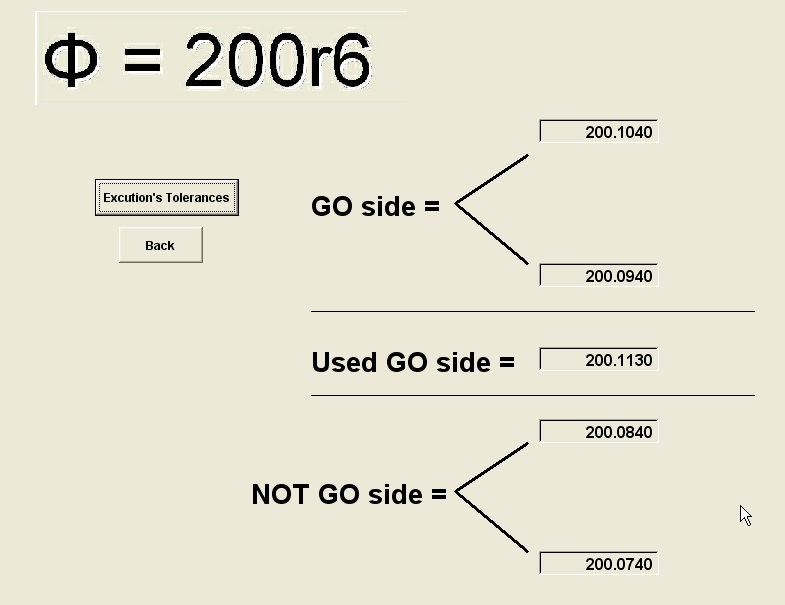 Φ = 200r6
200.1040
Excution's Tolerances
GO side =
Back
200.0940
Used GO side =
200.1130
200.0840
NOT GO side =
200.0740